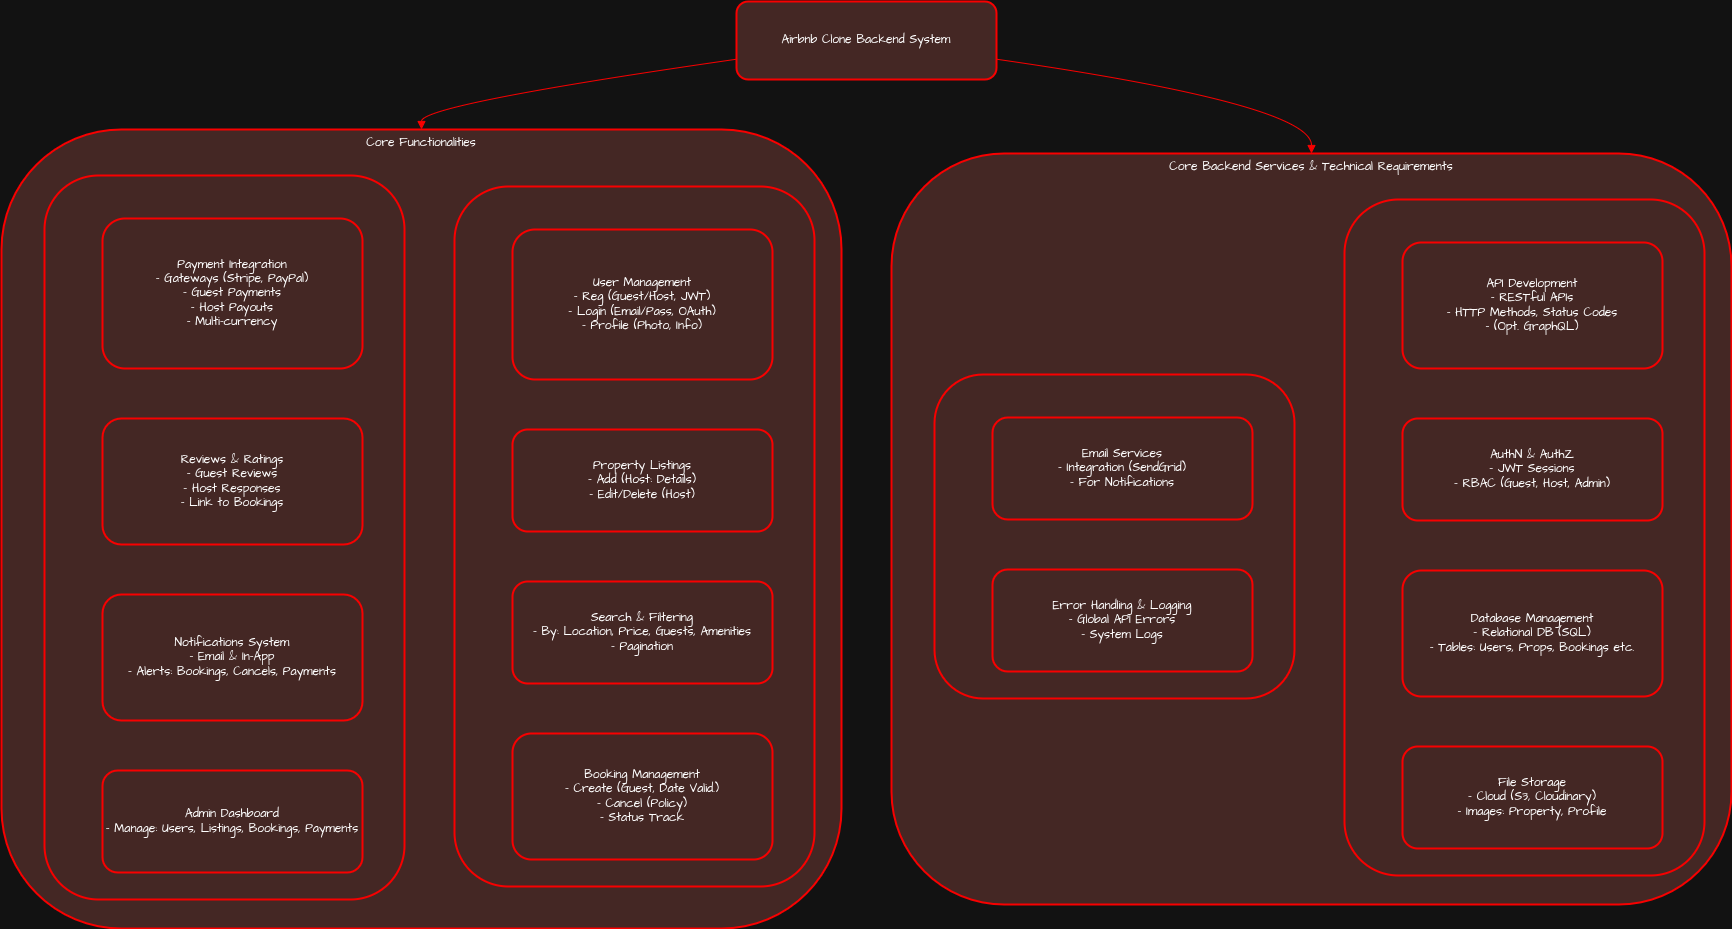 Airbnb Clone Backend System
Core Functionalities
Payment Integration
- Gateways (Stripe, PayPal)
- Guest Payments
- Host Payouts
- Multi-currency
Reviews & Ratings
- Guest Reviews
- Host Responses
- Link to Bookings
Notifications System
- Email & In-App
- Alerts: Bookings, Cancels, Payments
Admin Dashboard
- Manage: Users, Listings, Bookings, Payments
User Management
- Reg (Guest/Host, JWT)
- Login (Email/Pass, OAuth)
- Profile (Photo, Info)
Property Listings
- Add (Host: Details)
- Edit/Delete (Host)
Search & Filtering
- By: Location, Price, Guests, Amenities
- Pagination
Booking Management
- Create (Guest, Date Valid.)
- Cancel (Policy)
- Status Track
Core Backend Services & Technical Requirements
Email Services
- Integration (SendGrid)
- For Notifications
Error Handling & Logging
- Global API Errors
- System Logs
API Development
- RESTful APIs
- HTTP Methods, Status Codes
- (Opt. GraphQL)
AuthN & AuthZ
- JWT Sessions
- RBAC (Guest, Host, Admin)
Database Management
- Relational DB (SQL)
- Tables: Users, Props, Bookings etc.
File Storage
- Cloud (S3, Cloudinary)
- Images: Property, Profile